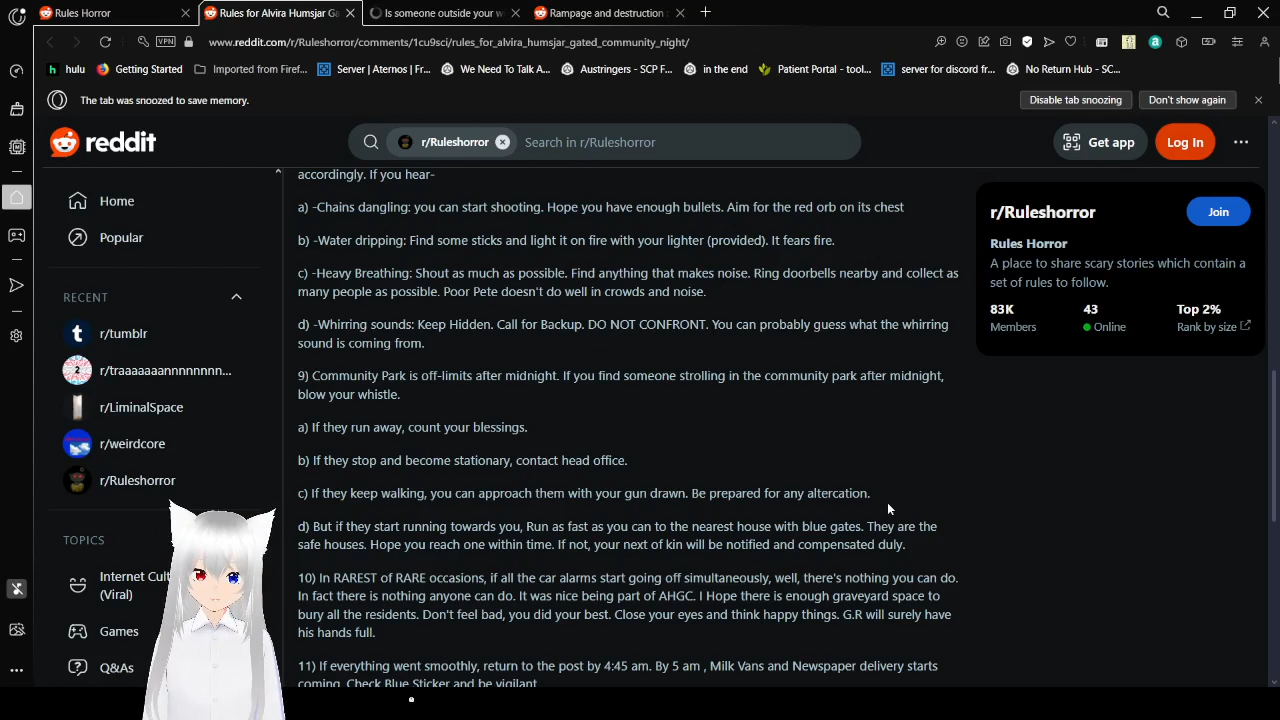 Rules Horror
Rules for Alvira Humsjar Ga
Is someone outside your w
Rampage and destruction
VPN
www.reddit.com/r/Ruleshorror/comments/1cu9sci/rules_for_alvira_humsjar_gated_community_night/
hulu
Getting Started
Imported from Firef...
Server | Aternos | Fr...
We Need To Talk A...
Austringers - SCP F...
in the end
Patient Portal - tool...
server for discord fr...
No Return Hub - SC...
The tab was snoozed to save memory.
Disable tab snoozing
Don't show again
reddit
r/Ruleshorror
Search in r/Ruleshorror
Get app
Log In
Home
Popular
RECENT
r/tumblr
r/traaaaaaannnnnnnn...
r/LiminalSpace
r/weirdcore
r/Ruleshorror
TOPICS
Internet Cult
(Viral)
Games
Q&As
accordingly. If you hear-
a) -Chains dangling: you can start shooting. Hope you have enough bullets. Aim for the red orb on its chest
b) -Water dripping: Find some sticks and light it on fire with your lighter (provided). It fears fire.
c) -Heavy Breathing: Shout as much as possible. Find anything that makes noise. Ring doorbells nearby and collect as
many people as possible. Poor Pete doesn't do well in crowds and noise.
d) -Whirring sounds: Keep Hidden. Call for Backup. DO NOT CONFRONT. You can probably guess what the whirring
sound is coming from.
9) Community Park is off-limits after midnight. If you find someone strolling in the community park after midnight,
blow your whistle.
a) If they run away, count your blessings.
b) If they stop and become stationary, contact head office.
c) If they keep walking, you can approach them with your gun drawn. Be prepared for any altercation.
d) But if they start running towards you, Run as fast as you can to the nearest house with blue gates. They are the
safe houses. Hope you reach one within time. If not, your next of kin will be notified and compensated duly.
10) In RAREST of RARE occasions, if all the car alarms start going off simultaneously, well, there's nothing you can do.
In fact there is nothing anyone can do. It was nice being part of AHGC. I Hope there is enough graveyard space to
bury all the residents. Don't feel bad, you did your best. Close your eyes and think happy things. G.R will surely have
his hands full.
11) If everything went smoothly, return to the post by 4:45 am. By 5 am , Milk Vans and Newspaper delivery starts
coming. Check Blue Sticker and be vigilant
r/Ruleshorror
Join
Rules Horror
A place to share scary stories which contain a
set of rules to follow.
83K
Members
43
Online
Top 2%
Rank by size